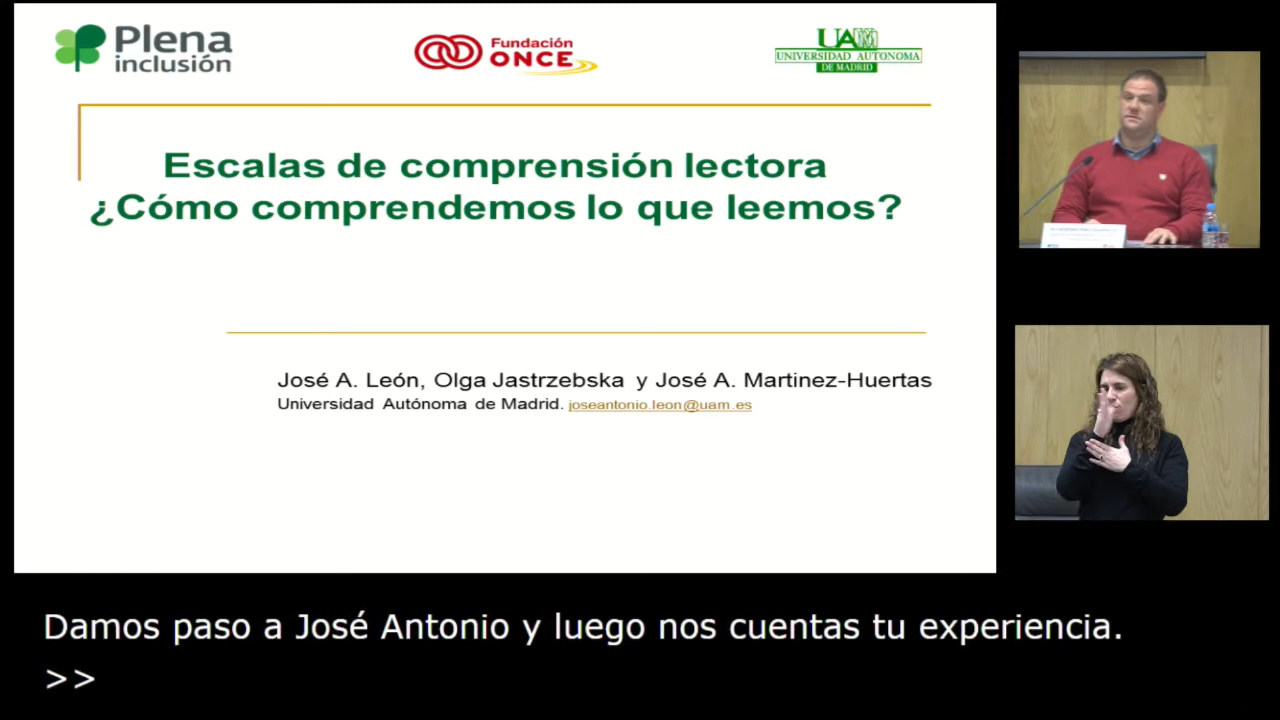 Plena
inclusión
Fundación
ONCE
UAM
UNIVERSIDAD AUTONOMA
DE MADRID
Escalas de comprensión lectora
¿Cómo comprendemos lo que leemos?
José A. León, Olga Jastrzebska y José A. Martinez-Huertas
Universidad Autónoma de Madrid. joseantonio.leon@uam.es
Damos paso a José Antonio y luego nos cuentas tu experiencia.
>>